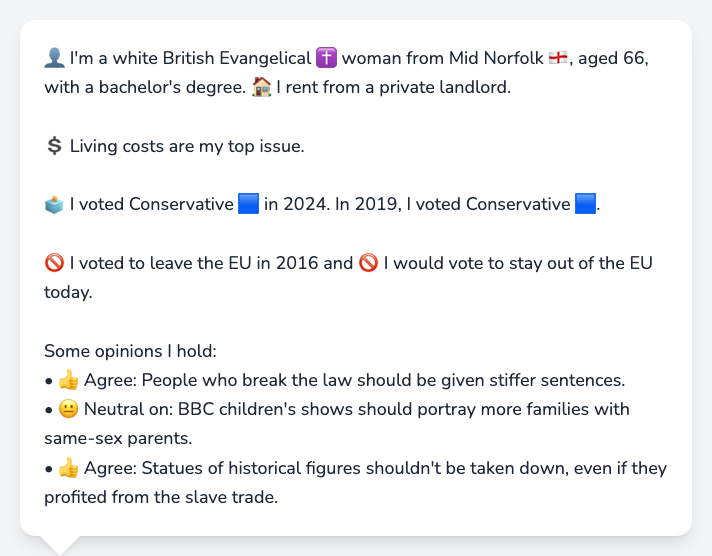 👤 I'm a white British Evangelical ✝️ woman from Mid Norfolk 🏴󠁧󠁢󠁥󠁮󠁧󠁿, aged 66,
with a bachelor's degree. 🏠 I rent from a private landlord.
💲 Living costs are my top issue.
🗳️ I voted Conservative 🟦 in 2024. In 2019, I voted Conservative 🟦.
🚫 I voted to leave the EU in 2016 and 🚫 I would vote to stay out of the EU
today.
Some opinions I hold:
• 👍 Agree: People who break the law should be given stiffer sentences.
• 😐 Neutral on: BBC children's shows should portray more families with
same-sex parents.
• 👍 Agree: Statues of historical figures shouldn't be taken down, even if they
profited from the slave trade.